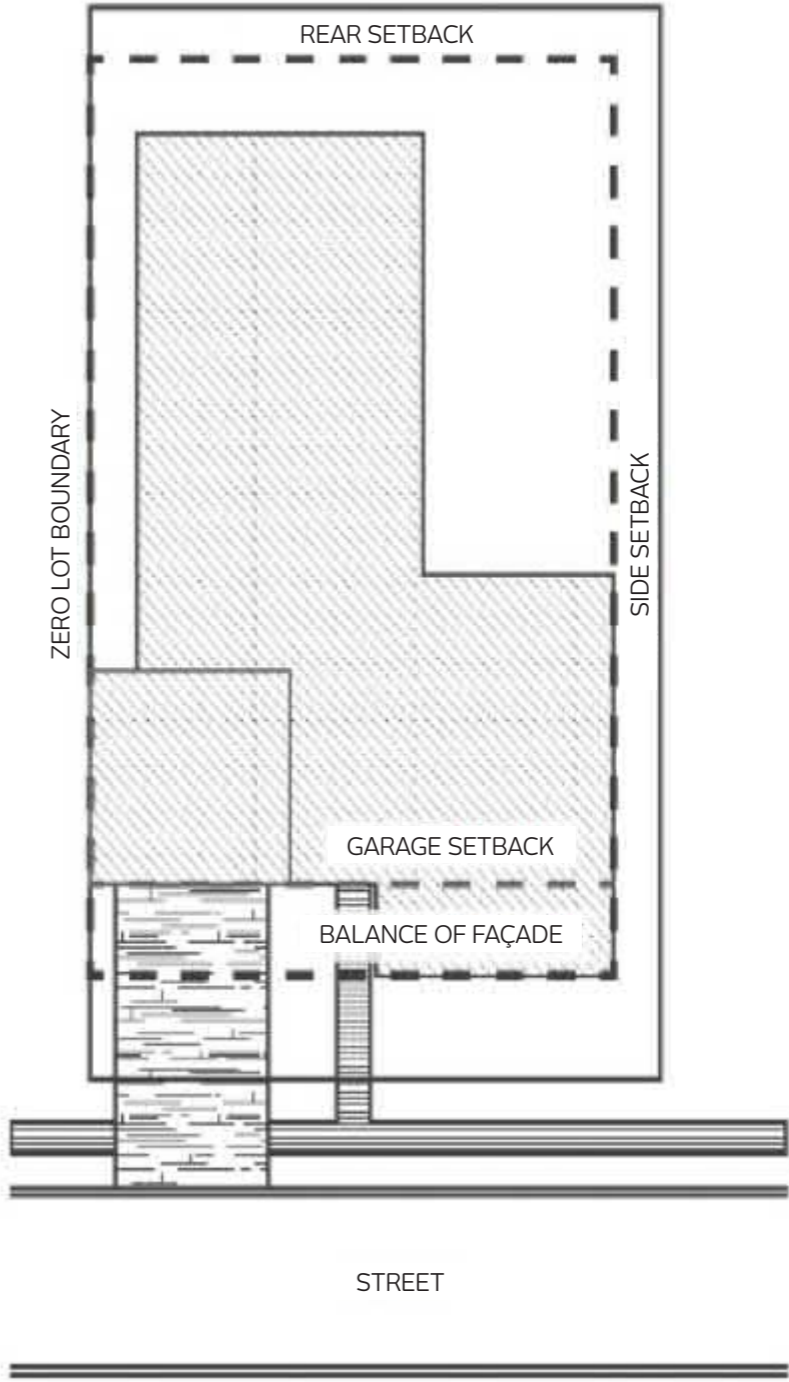 REAR SETBACK
ZERO LOT BOUNDARY
SIDE SETBACK
GARAGE SETBACK
BALANCE OF FAÇADE
STREET